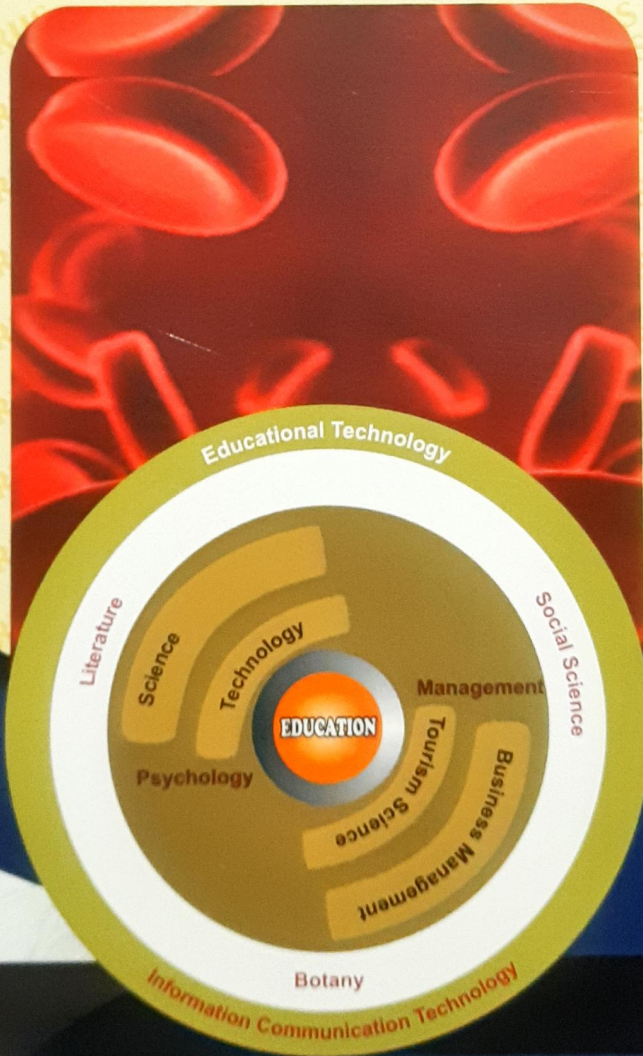 Educational Technology
Literature
Social Science
Science
Technology
Management
EDUCATION
Psychology
Tourism Science
Business Management
Botany
Information Communication Technology